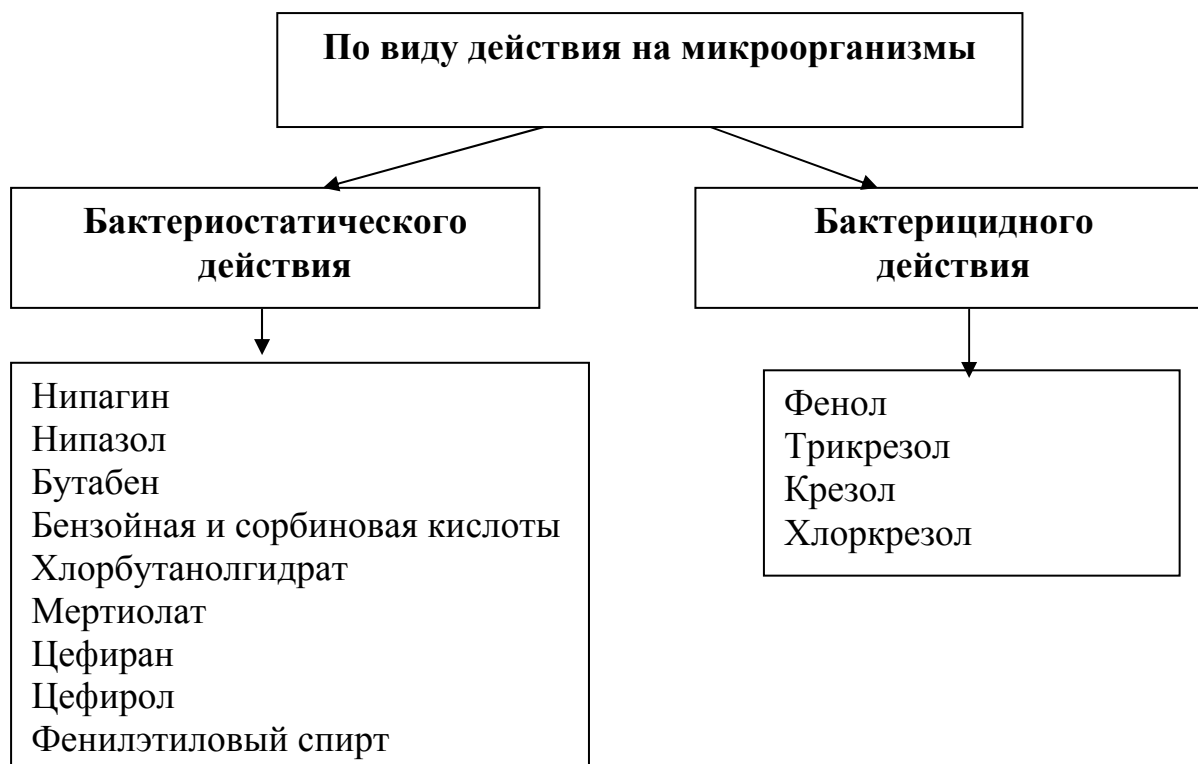 По виду действия на микроорганизмы
Бактериостатического
действия
Бактерицидного
действия
Нипагин
Нипазол
Бутабен
Бензойная и сорбиновая кислоты
Хлорбутанолгидрат
Мертиолат
Цефиран
Цефирол
Фенилэтиловый спирт
Фенол
Трикрезол
Крезол
Хлоркрезол